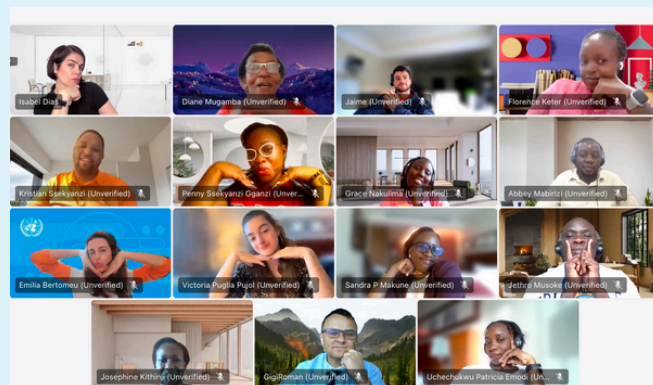 Isabel Dias
Diane Mugamba (Unverified)
Jaime (Unverified)
Florence Keter (Unverified)
Kristian Ssekyanzi (Unverified)
Penny Ssekyanzi Gganzi (Unver...
Grace Nakulima (Unverified)
Abbey Mabirizi (Unverified)
Emilia Bertomeu (Unverified)
Victoria Puglia Pujol (Unverified)
Sandra P Makune (Unverified)
Jethro Musoke (Unverified)
Josephine Kithinji (Unverified)
GigiRoman (Unverified)
Uchechukwu Patricia Emodi (Un...